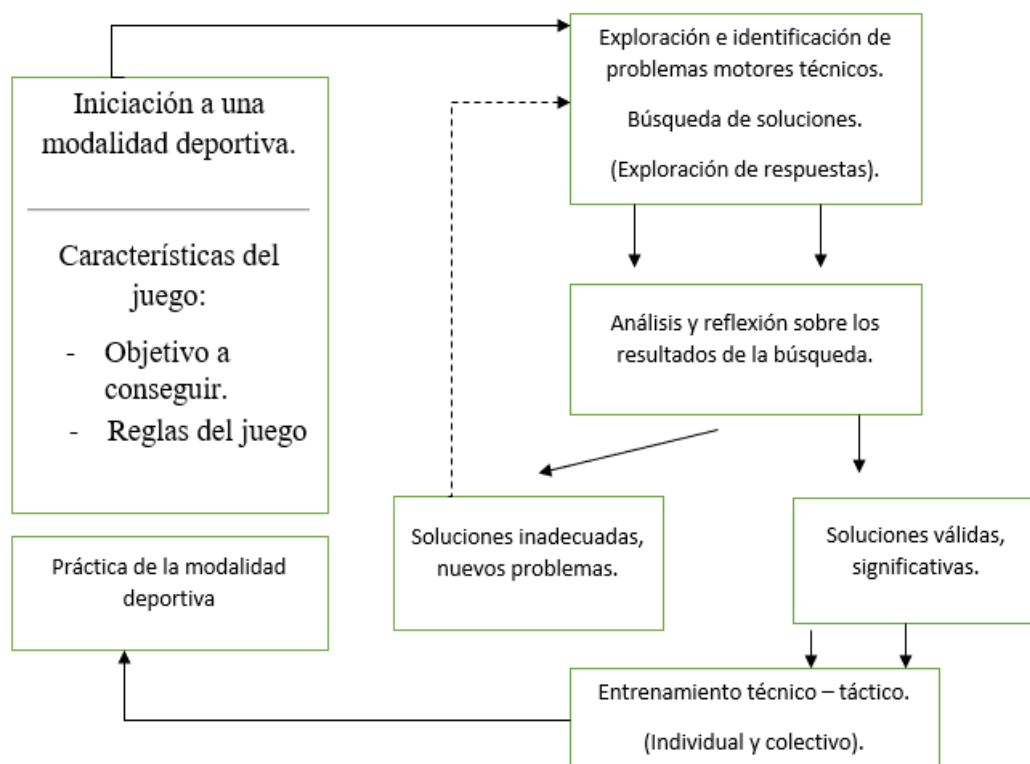 Iniciación a una
modalidad deportiva.
Características del
juego:
- Objetivo a
conseguir.
- Reglas del juego
Exploración e identificación de
problemas motores técnicos.
Búsqueda de soluciones.
(Exploración de respuestas).
Análisis y reflexión sobre los
resultados de la búsqueda.
Soluciones inadecuadas,
nuevos problemas.
Soluciones válidas,
significativas.
Entrenamiento técnico – táctico.
(Individual y colectivo).
Práctica de la modalidad
deportiva